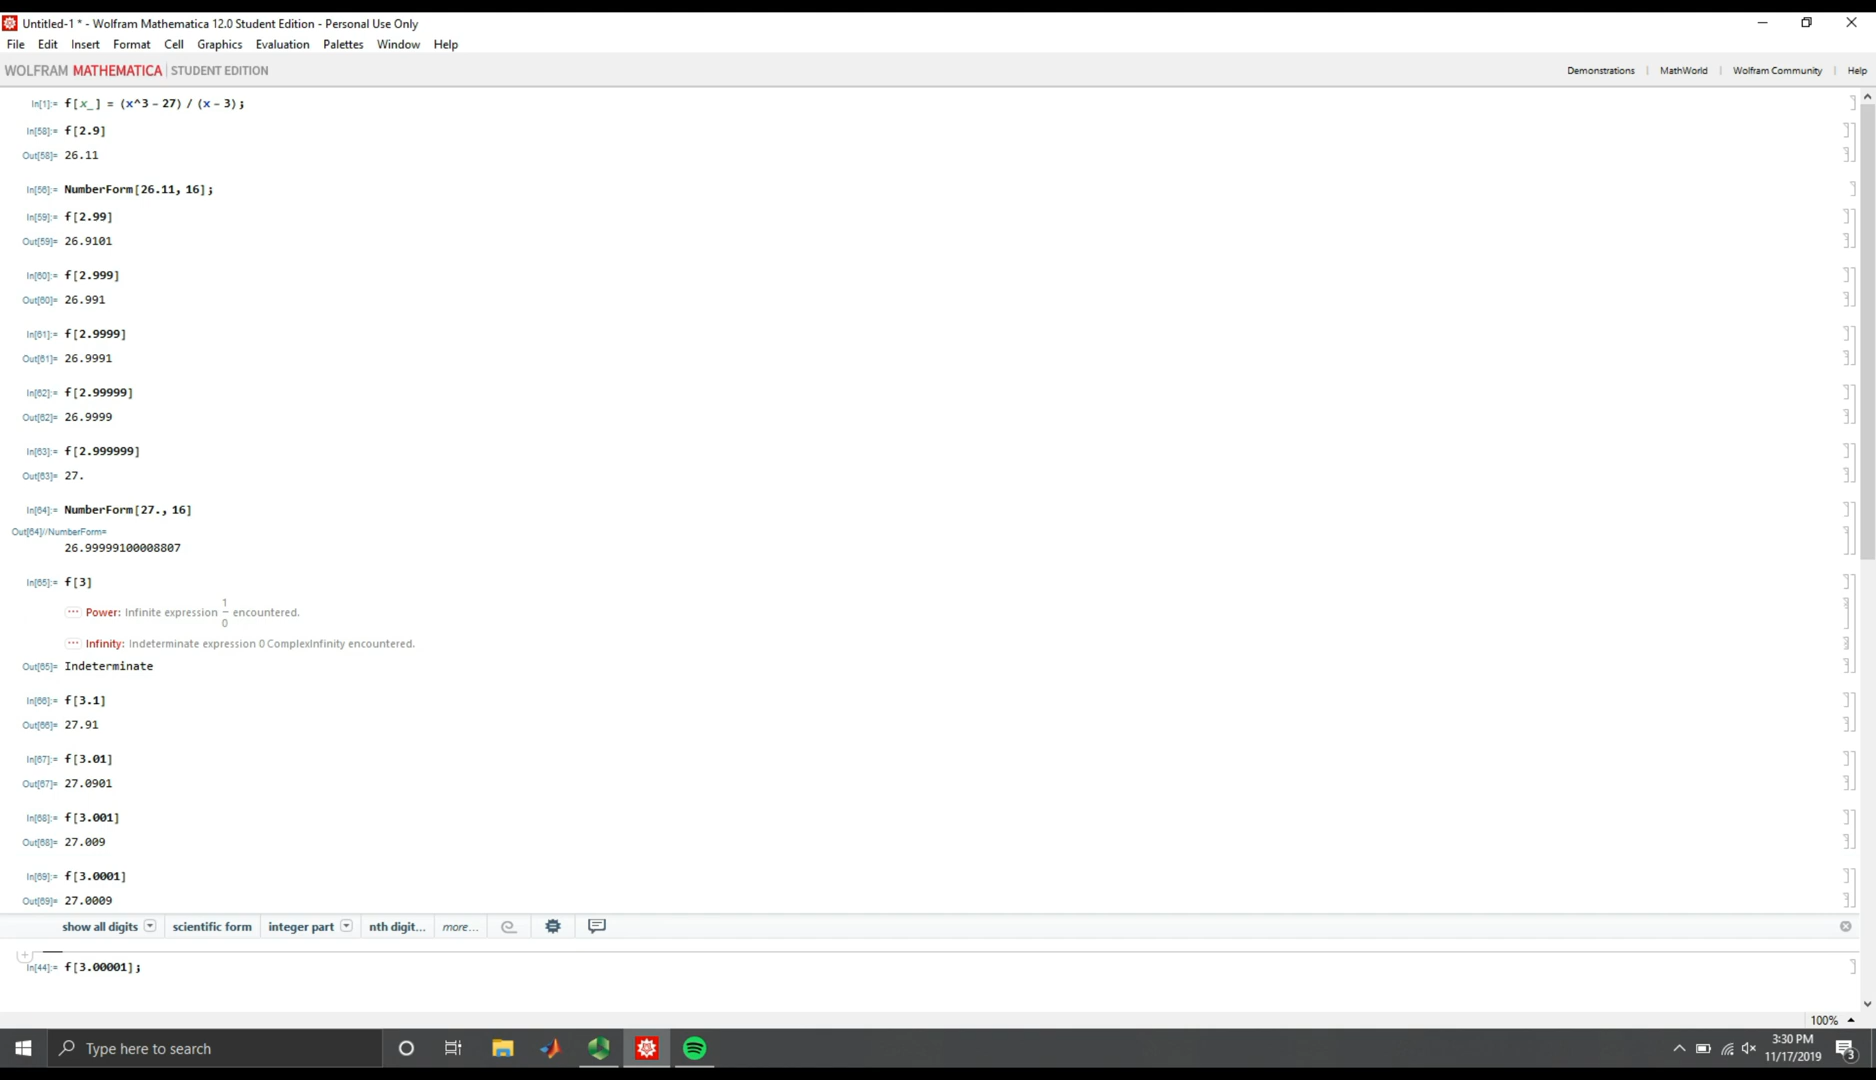 Untitled-1 * - Wolfram Mathematica 12.0 Student Edition - Personal Use Only
File Edit Insert Format Cell Graphics Evaluation Palettes Window Help
WOLFRAM MATHEMATICA | STUDENT EDITION Demonstrations | MathWorld | Wolfram Community | Help
In[1]:= f[x_] = (x^3 - 27) / (x - 3);
In[58]:= f[2.9]
Out[58]= 26.11
In[56]:= NumberForm[26.11, 16];
In[59]:= f[2.99]
Out[59]= 26.9101
In[60]:= f[2.999]
Out[60]= 26.991
In[61]:= f[2.9999]
Out[61]= 26.9991
In[62]:= f[2.99999]
Out[62]= 26.9999
In[63]:= f[2.999999]
Out[63]= 27.
In[64]:= NumberForm[27., 16]
Out[64]//NumberForm=
26.99999100008807
In[65]:= f[3]
Power: Infinite expression 1/0 encountered.
Infinity: Indeterminate expression 0 ComplexInfinity encountered.
Out[65]= Indeterminate
In[66]:= f[3.1]
Out[66]= 27.91
In[67]:= f[3.01]
Out[67]= 27.0901
In[68]:= f[3.001]
Out[68]= 27.009
In[69]:= f[3.0001]
Out[69]= 27.0009
show all digits scientific form integer part nth digit... more...
In[44]:= f[3.00001];
100%
Type here to search
3:30 PM
11/17/2019
3